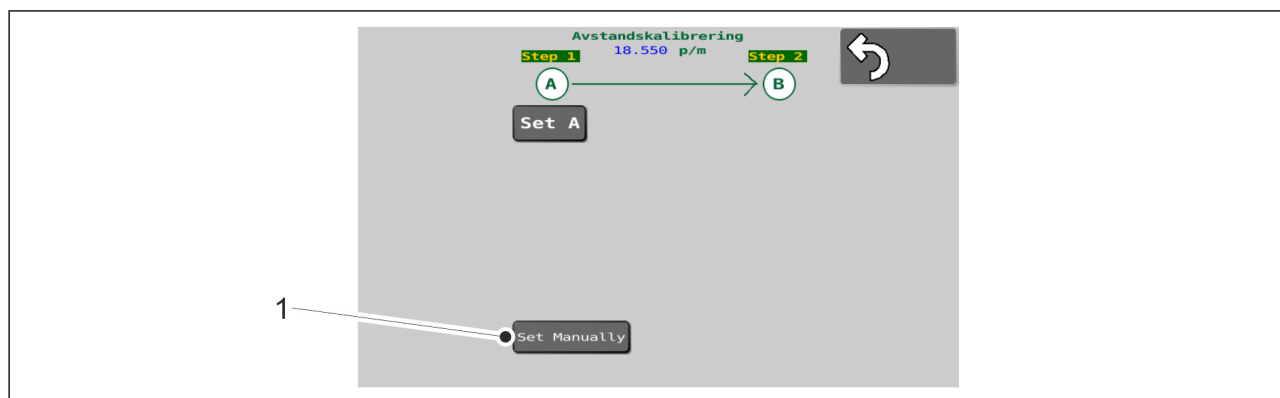 Avstandskalibrering
Step 1 18.550 p/m Step 2
A B
Set A
1
Set Manually